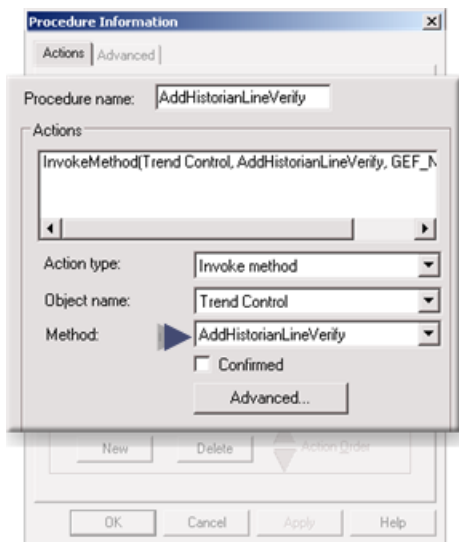 Procedure Information
Actions
Advanced
Procedure name: AddHistorianLineVerify
Actions
InvokeMethod(Trend Control, AddHistorianLineVerify, GEF_N
Action type: Invoke method
Object name: Trend Control
Method: AddHistorianLineVerify
Confirmed
Advanced...
New Delete Action Order
OK Cancel Apply Help